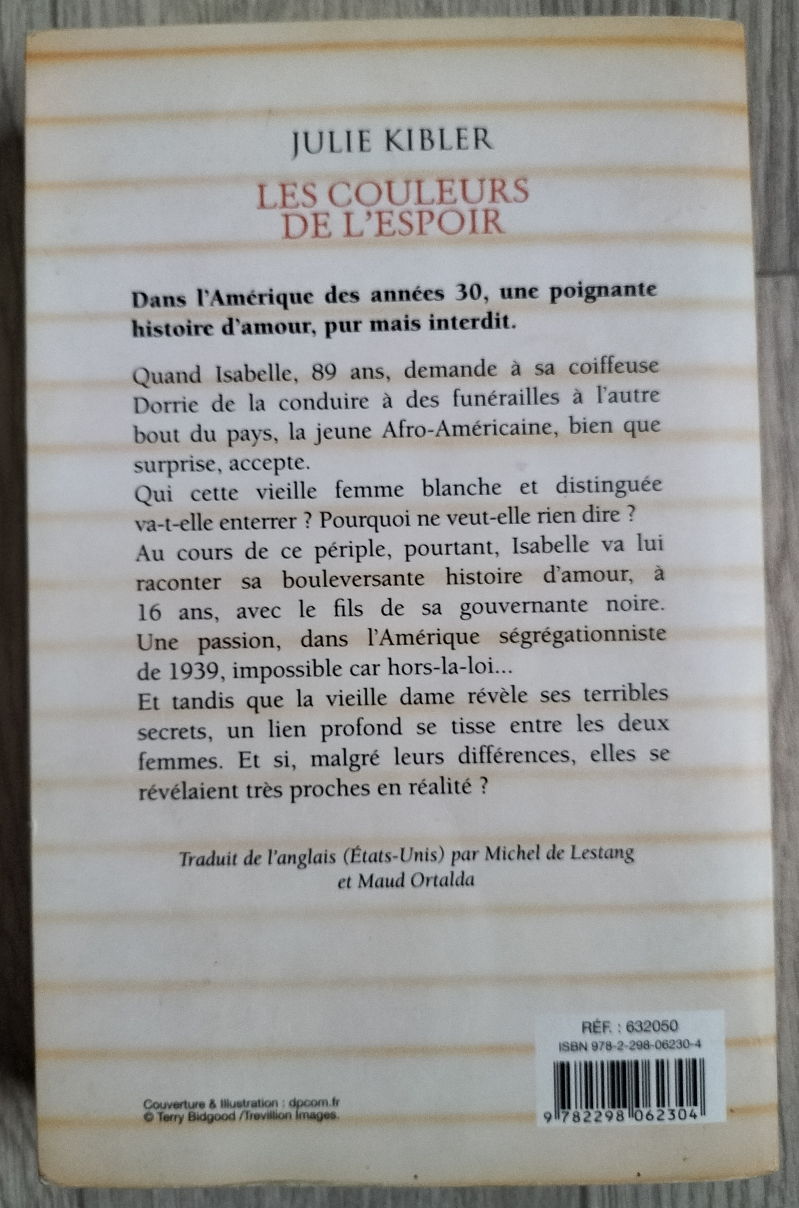 JULIE KIBLER
LES COULEURS
DE L'ESPOIR
Dans l'Amérique des années 30, une poignante
histoire d'amour, pur mais interdit.
Quand Isabelle, 89 ans, demande à sa coiffeuse
Dorrie de la conduire à des funérailles à l'autre
bout du pays, la jeune Afro-Américaine, bien que
surprise, accepte.
Qui cette vieille femme blanche et distinguée
va-t-elle enterrer ? Pourquoi ne veut-elle rien dire ?
Au cours de ce périple, pourtant, Isabelle va lui
raconter sa bouleversante histoire d'amour, à
16 ans, avec le fils de sa gouvernante noire.
Une passion, dans l'Amérique ségrégationniste
de 1939, impossible car hors-la-loi...
Et tandis que la vieille dame révèle ses terribles
secrets, un lien profond se tisse entre les deux
femmes. Et si, malgré leurs différences, elles se
révélaient très proches en réalité ?
Traduit de l'anglais (États-Unis) par Michel de Lestang
et Maud Ortalda
RÉF. : 632050
ISBN 978-2-298-06230-4
9 782298 062304
Couverture & Illustration : dpcom.fr
© Terry Bidgood /Trevillion Images.